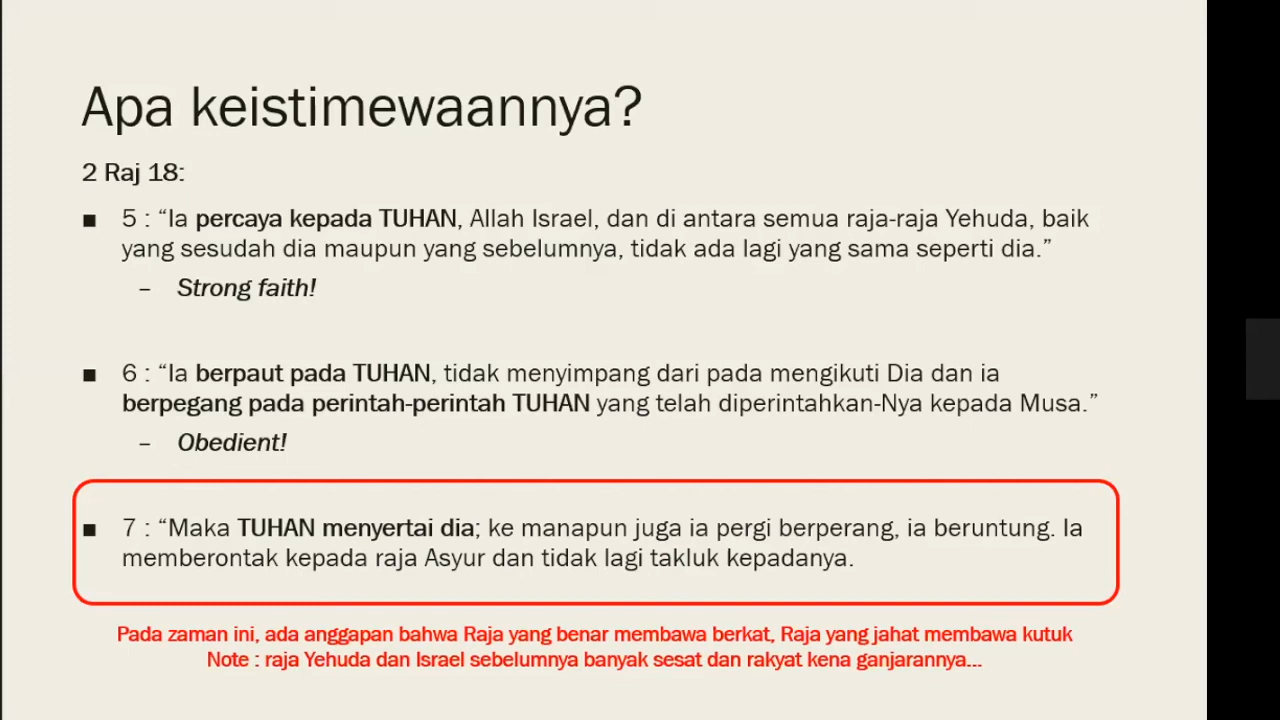 Apa keistimewaannya?
2 Raj 18:
■ 5 : “Ia percaya kepada TUHAN, Allah Israel, dan di antara semua raja-raja Yehuda, baik
yang sesudah dia maupun yang sebelumnya, tidak ada lagi yang sama seperti dia.”
– Strong faith!
■ 6 : “Ia berpaut pada TUHAN, tidak menyimpang dari pada mengikuti Dia dan ia
berpegang pada perintah-perintah TUHAN yang telah diperintahkan-Nya kepada Musa.”
– Obedient!
■ 7 : “Maka TUHAN menyertai dia; ke manapun juga ia pergi berperang, ia beruntung. Ia
memberontak kepada raja Asyur dan tidak lagi takluk kepadanya.
Pada zaman ini, ada anggapan bahwa Raja yang benar membawa berkat, Raja yang jahat membawa kutuk
Note : raja Yehuda dan Israel sebelumnya banyak sesat dan rakyat kena ganjarannya...